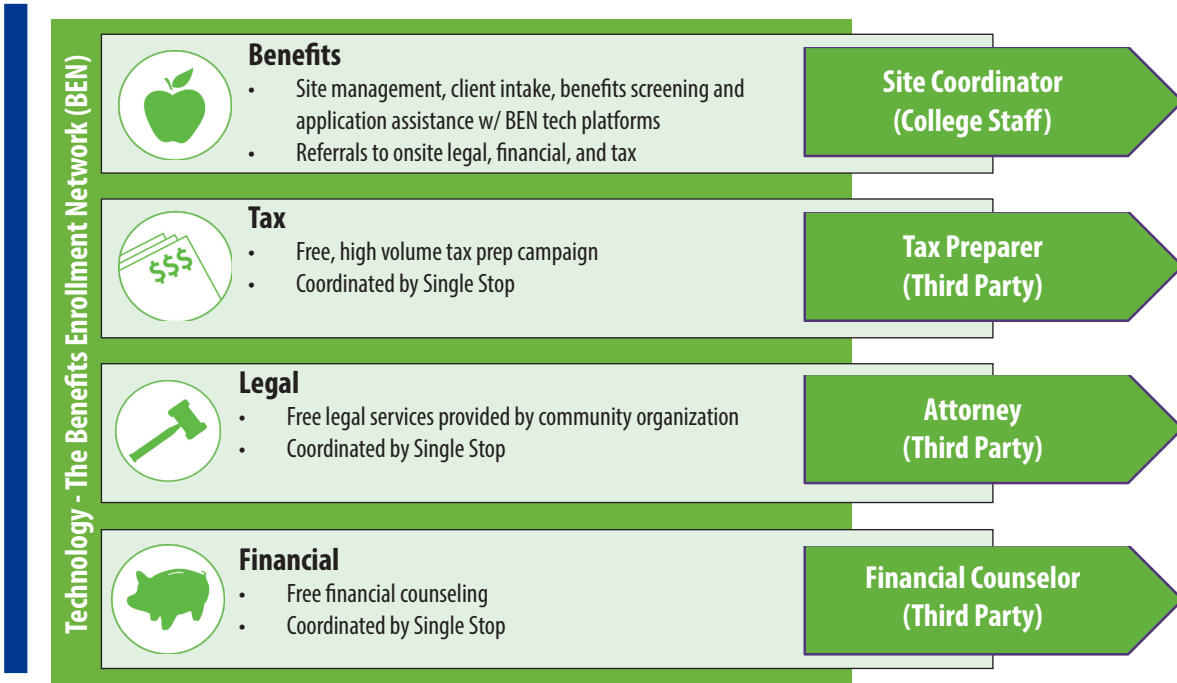 Technology - The Benefits Enrollment Network (BEN)
Benefits
• Site management, client intake, benefits screening and
application assistance w/ BEN tech platforms
• Referrals to onsite legal, financial, and tax
Site Coordinator
(College Staff)
Tax
• Free, high volume tax prep campaign
• Coordinated by Single Stop
$$$
Tax Preparer
(Third Party)
Legal
• Free legal services provided by community organization
• Coordinated by Single Stop
Attorney
(Third Party)
Financial
• Free financial counseling
• Coordinated by Single Stop
Financial Counselor
(Third Party)